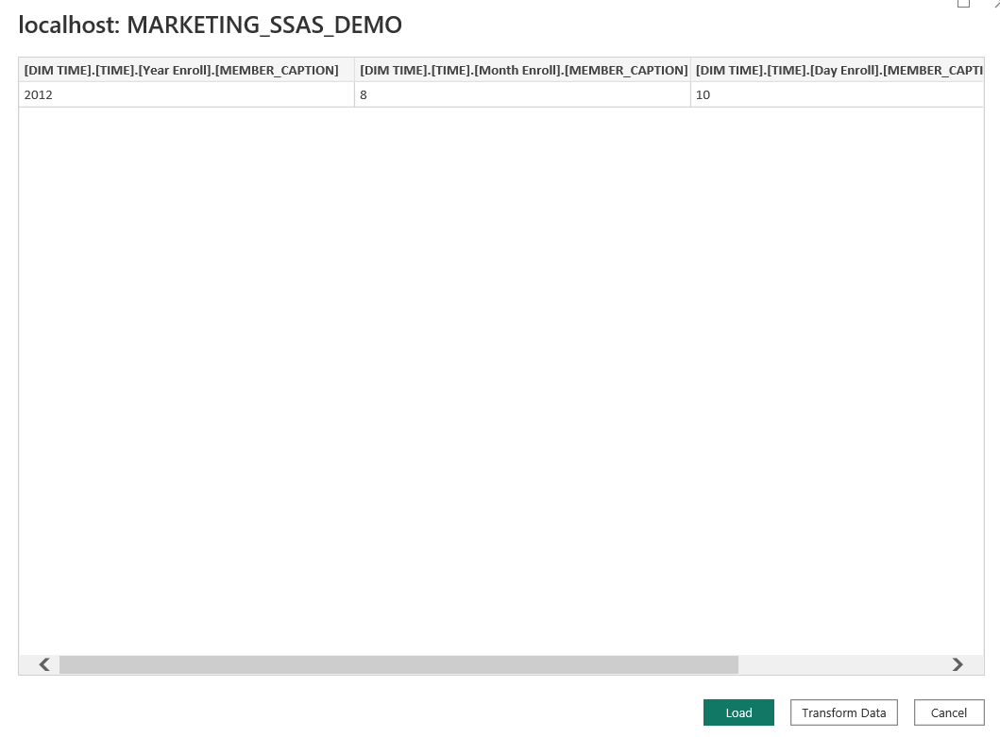 localhost: MARKETING_SSAS_DEMO
[DIM TIME].[TIME].[Year Enroll].[MEMBER_CAPTION] [DIM TIME].[TIME].[Month Enroll].[MEMBER_CAPTION] [DIM TIME].[TIME].[Day Enroll].[MEMBER_CAPTI
2012 8 10
Load Transform Data Cancel